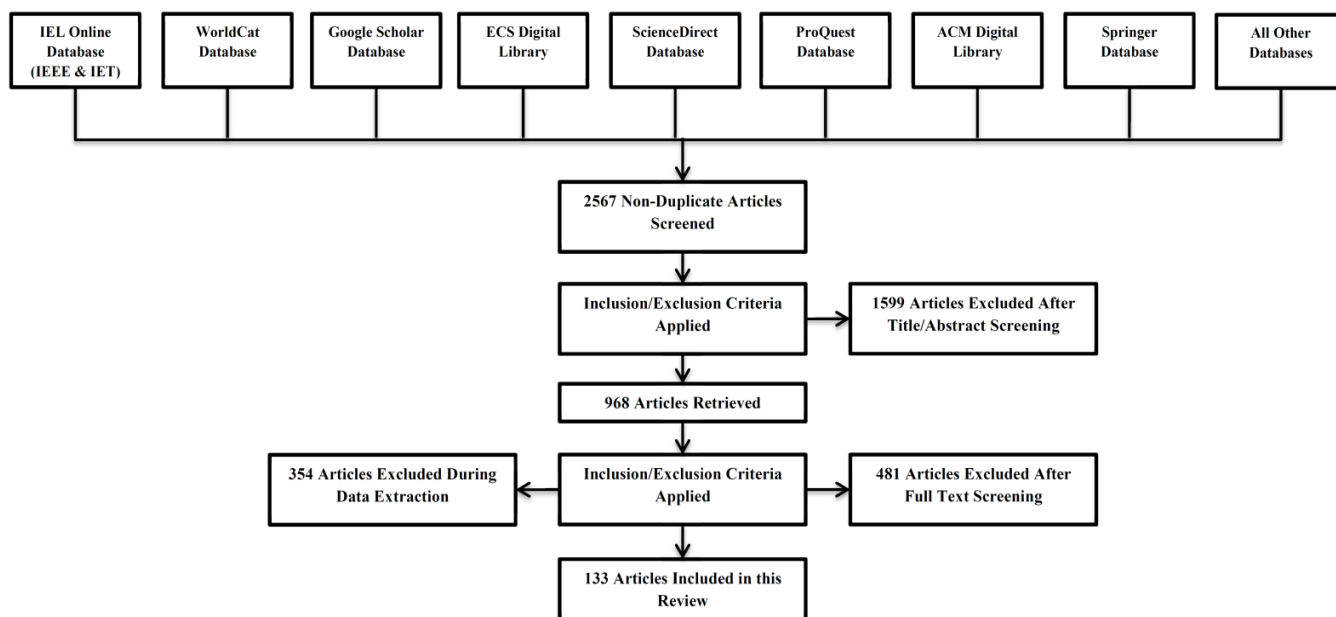 IEL Online
Database
(IEEE & IET)
WorldCat
Database
Google Scholar
Database
ECS Digital
Library
ScienceDirect
Database
ProQuest
Database
ACM Digital
Library
Springer
Database
All Other
Databases
2567 Non-Duplicate Articles
Screened
Inclusion/Exclusion Criteria
Applied
1599 Articles Excluded After
Title/Abstract Screening
968 Articles Retrieved
354 Articles Excluded During
Data Extraction
Inclusion/Exclusion Criteria
Applied
481 Articles Excluded After
Full Text Screening
133 Articles Included in this
Review